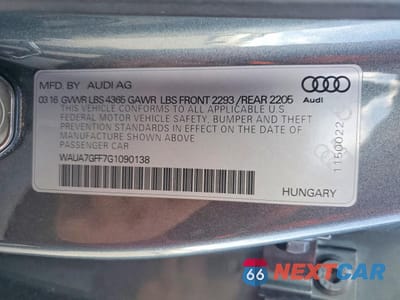 MFD. BY AUDI AG
03 16 GVWR LBS 4365 GAWR LBS FRONT 2293 /REAR 2205
Audi
THIS VEHICLE CONFORMS TO ALL APPLICABLE U.S.
FEDERAL MOTOR VEHICLE SAFETY, BUMPER AND THEFT
PREVENTION STANDARDS IN EFFECT ON THE DATE
OF MANUFACTURE SHOWN ABOVE
PASSENGER CAR
1150022
WAUA7GFF7G1090138
HUNGARY
66 NEXTCAR